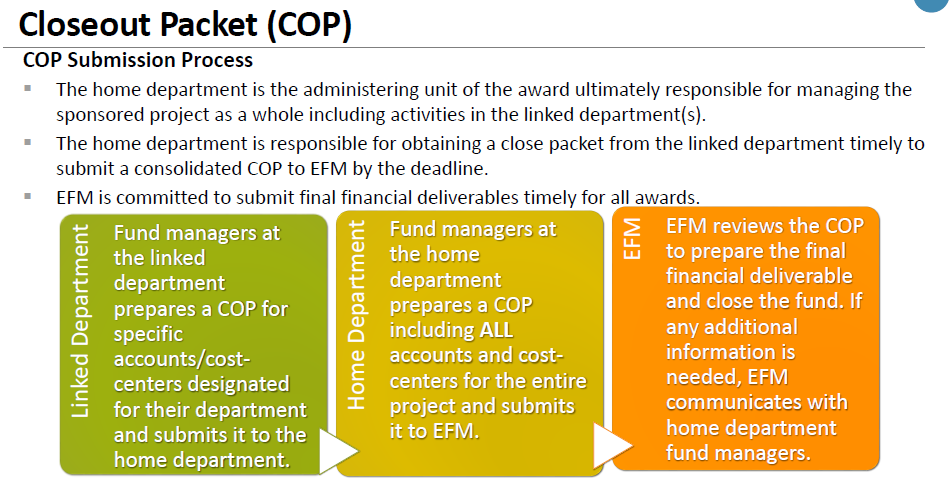 Closeout Packet (COP)
COP Submission Process
The home department is the administering unit of the award ultimately responsible for managing the
sponsored project as a whole including activities in the linked department(s).
The home department is responsible for obtaining a close packet from the linked department timely to
submit a consolidated COP to EFM by the deadline.
EFM is committed to submit final financial deliverables timely for all awards.
Linked Department
Fund managers at
the linked
department
prepares a COP for
specific
accounts/cost-
centers designated
for their department
and submits it to the
home department.
Home Department
Fund managers at
the home
department
prepares a COP
including ALL
accounts and cost-
centers for the entire
project and submits
it to EFM.
EFM
EFM reviews the COP
to prepare the final
financial deliverable
and close the fund. If
any additional
information is
needed, EFM
communicates with
home department
fund managers.